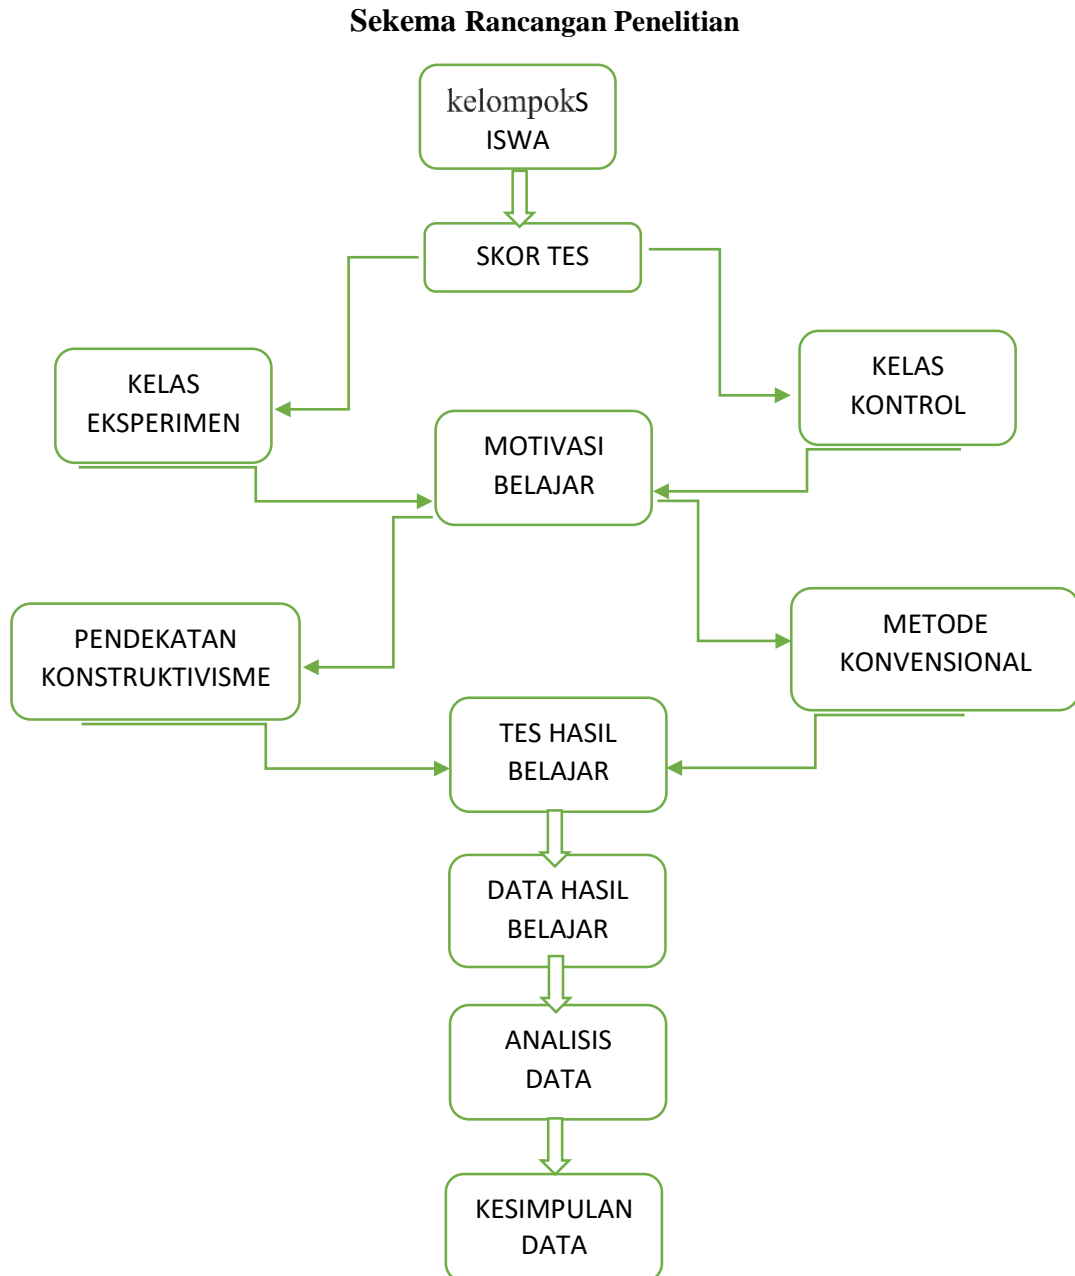 Sekema Rancangan Penelitian
kelompokS
ISWA
SKOR TES
KELAS
EKSPERIMEN
KELAS
KONTROL
MOTIVASI
BELAJAR
PENDEKATAN
KONSTRUKTIVISME
METODE
KONVENSIONAL
TES HASIL
BELAJAR
DATA HASIL
BELAJAR
ANALISIS
DATA
KESIMPULAN
DATA